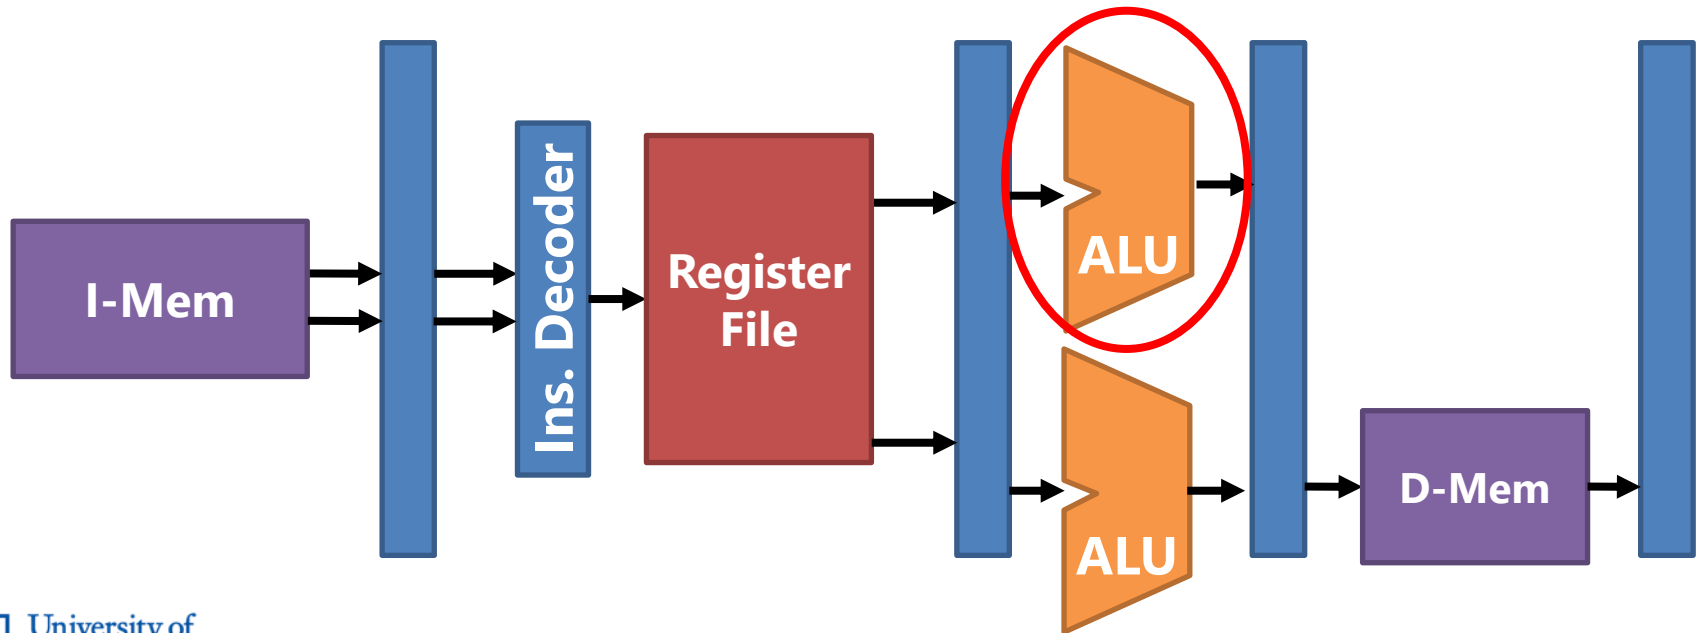 I-Mem
Ins. Decoder
Register
File
ALU
ALU
D-Mem
University of